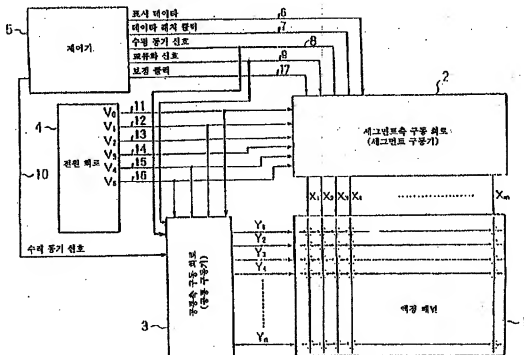 5
제어기
표시 데이타
6
데이타 래치 클럭
7
수평 동기 신호
8
교류화 신호
9
보정 클럭
17
4
전원 회로
V₀
11
V₁
12
V₂
13
V₃
14
V₄
15
V₅
16
10
수직 동기 신호
2
세그먼트측 구동 회로
(세그먼트 구동기)
X₁ X₂ X₃ X₄ Xm
3
공통측 구동 회로
(공통 구동기)
Y₁
Y₂
Y₃
Y₄
Yn
액정 패널
1